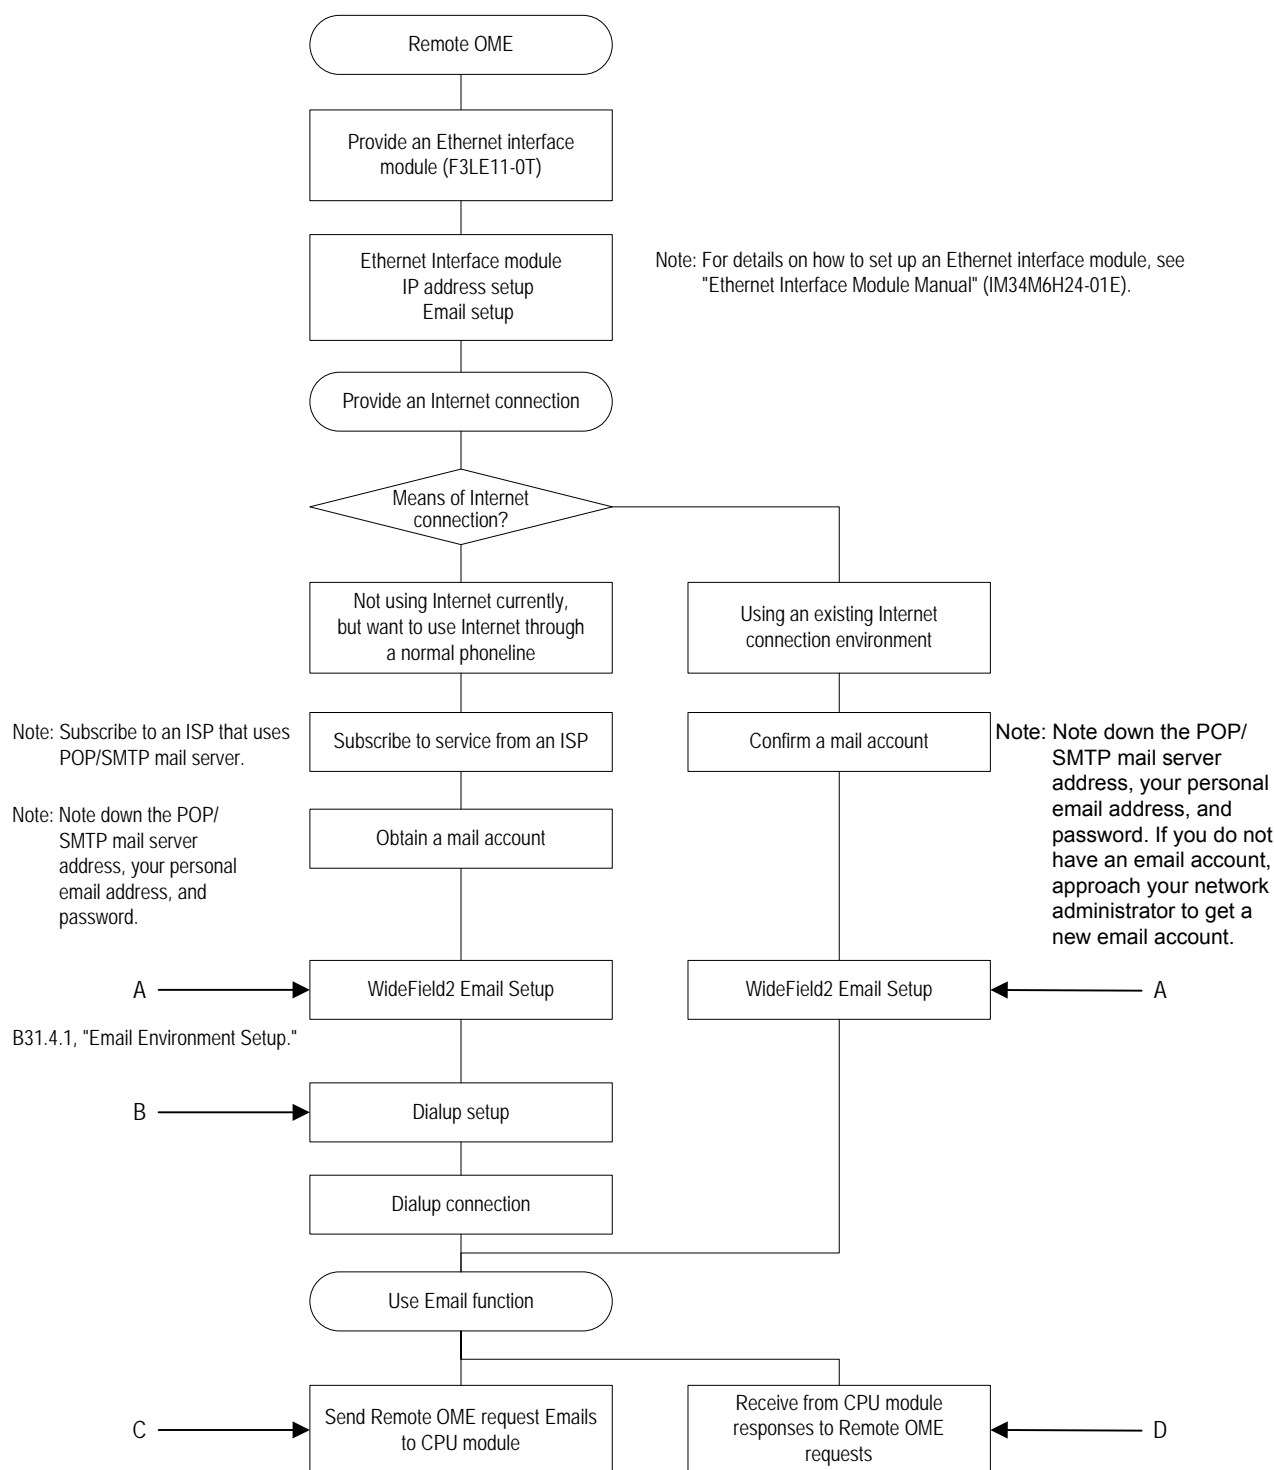 Remote OME
Provide an Ethernet interface
module (F3LE11-0T)
Ethernet Interface module
IP address setup
Email setup
Note: For details on how to set up an Ethernet interface module, see
"Ethernet Interface Module Manual" (IM34M6H24-01E).
Provide an Internet connection
Means of Internet
connection?
Not using Internet currently,
but want to use Internet through
a normal phoneline
Using an existing Internet
connection environment
Note: Subscribe to an ISP that uses
POP/SMTP mail server.
Subscribe to service from an ISP
Confirm a mail account
Note: Note down the POP/
SMTP mail server
address, your personal
email address, and
password. If you do not
have an email account,
approach your network
administrator to get a
new email account.
Note: Note down the POP/
SMTP mail server
address, your personal
email address, and
password.
Obtain a mail account
A
WideField2 Email Setup
WideField2 Email Setup
A
B31.4.1, "Email Environment Setup."
B
Dialup setup
Dialup connection
Use Email function
C
Send Remote OME request Emails
to CPU module
Receive from CPU module
responses to Remote OME
requests
D